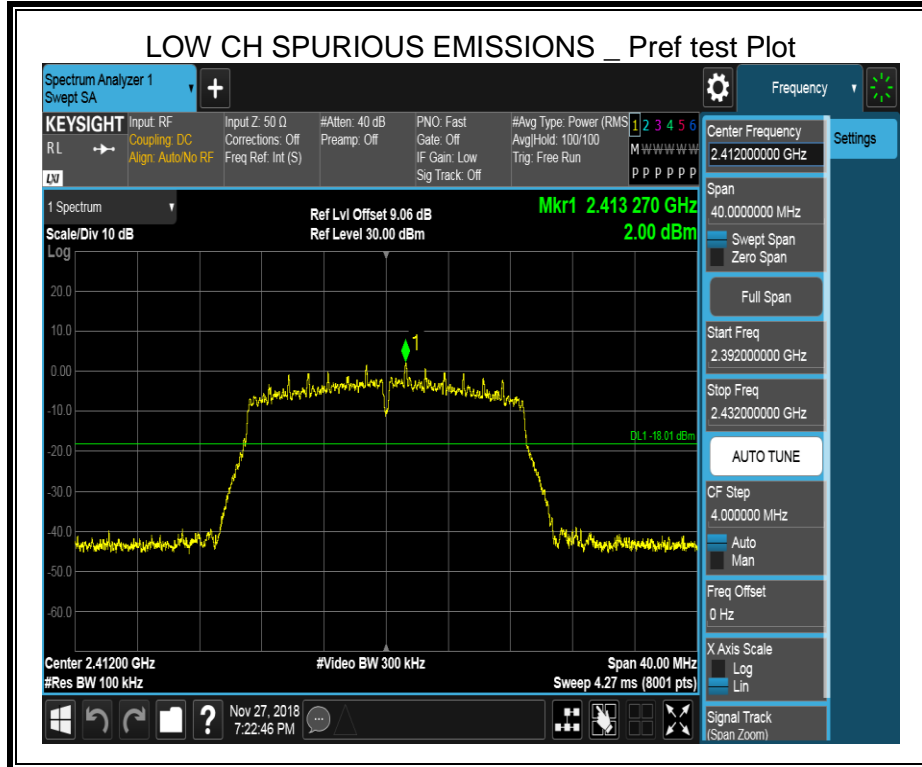 LOW CH SPURIOUS EMISSIONS _ Pref test Plot
Spectrum Analyzer 1
Swept SA
+
Frequency
KEYSIGHT
RL
LXI
Input: RF
Coupling: DC
Align: Auto/No RF
Input Z: 50 Ω
Corrections: Off
Freq Ref: Int (S)
#Atten: 40 dB
Preamp: Off
PNO: Fast
Gate: Off
IF Gain: Low
Sig Track: Off
#Avg Type: Power (RMS
Avg|Hold: 100/100
Trig: Free Run
1 2 3 4 5 6
M W W W W W
P P P P P P
Settings
Center Frequency
2.412000000 GHz
Span
40.0000000 MHz
Swept Span
Zero Span
Full Span
Start Freq
2.392000000 GHz
Stop Freq
2.432000000 GHz
AUTO TUNE
CF Step
4.000000 MHz
Auto
Man
Freq Offset
0 Hz
X Axis Scale
Log
Lin
Signal Track
(Span Zoom)
1 Spectrum
Scale/Div 10 dB
Ref Lvl Offset 9.06 dB
Ref Level 30.00 dBm
Mkr1 2.413 270 GHz
2.00 dBm
Log
20.0
10.0
0.00
-10.0
-20.0
-30.0
-40.0
-50.0
-60.0
1
DL1 -18.01 dBm
Center 2.41200 GHz
#Res BW 100 kHz
#Video BW 300 kHz
Span 40.00 MHz
Sweep 4.27 ms (8001 pts)
?
Nov 27, 2018
7:22:46 PM